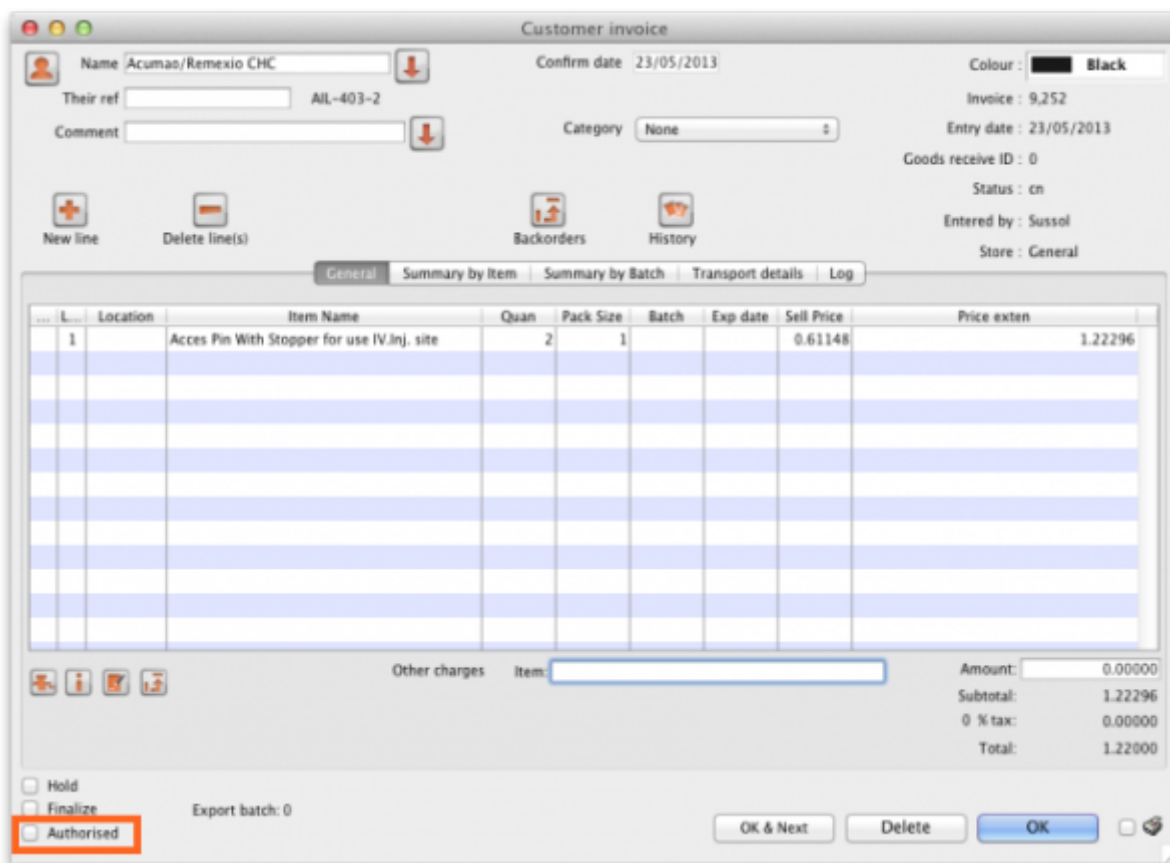 Customer invoice
Name Acumao/Remexio CHC
Confirm date 23/05/2013
Colour : Black
Their ref AIL-403-2
Invoice : 9,252
Comment
Category None
Entry date : 23/05/2013
Goods receive ID : 0
Status : cn
New line Delete line(s) Backorders History
Entered by : Sussol
Store : General
General Summary by Item Summary by Batch Transport details Log
... L... Location Item Name Quan Pack Size Batch Exp date Sell Price Price exten
1 Acces Pin With Stopper for use IV.Inj. site 2 1 0.61148 1.22296
Other charges Item: Amount: 0.00000
Subtotal: 1.22296
0 % tax: 0.00000
Total: 1.22000
Hold
Finalize Export batch: 0
Authorised OK & Next Delete OK